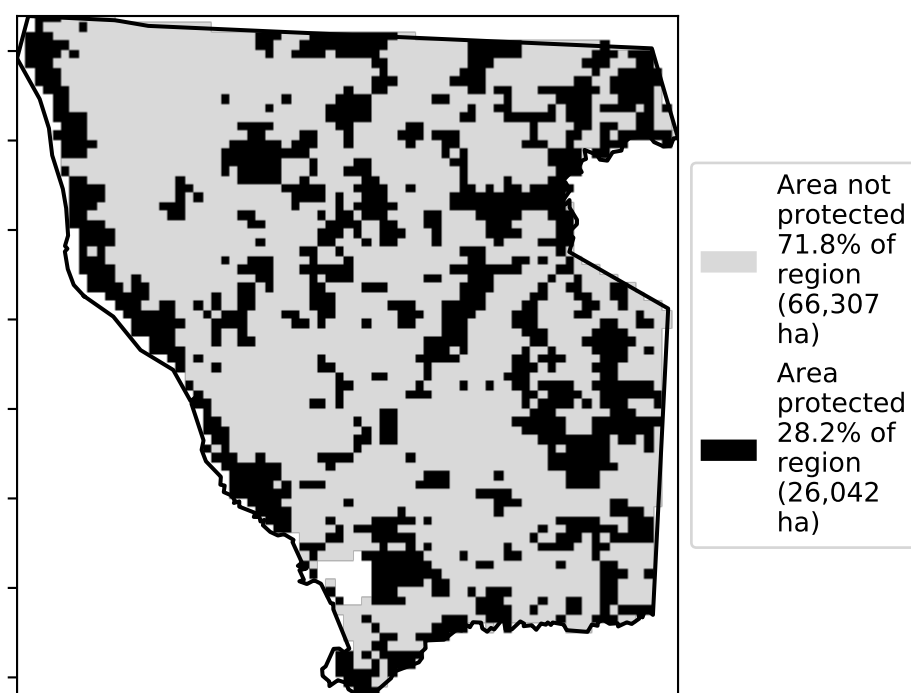 Area not
protected
71.8% of
region
(66,307
ha)
Area
protected
28.2% of
region
(26,042
ha)